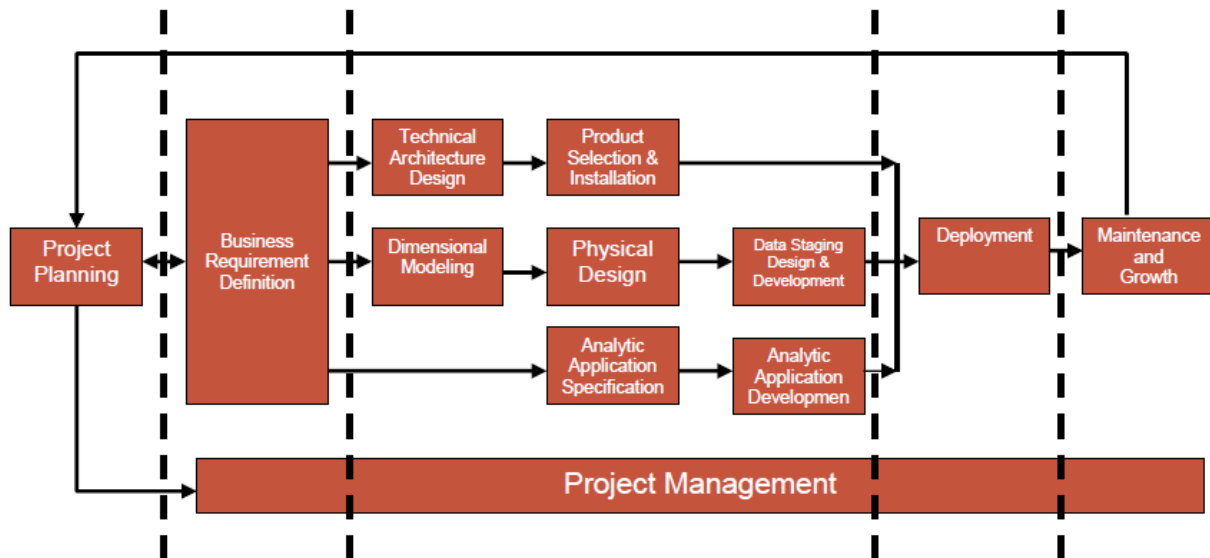 Technical
Architecture
Design
Product
Selection &
Installation
Project
Planning
Business
Requirement
Definition
Dimensional
Modeling
Physical
Design
Data Staging
Design &
Development
Deployment
Maintenance
and
Growth
Analytic
Application
Specification
Analytic
Application
Developmen
Project Management